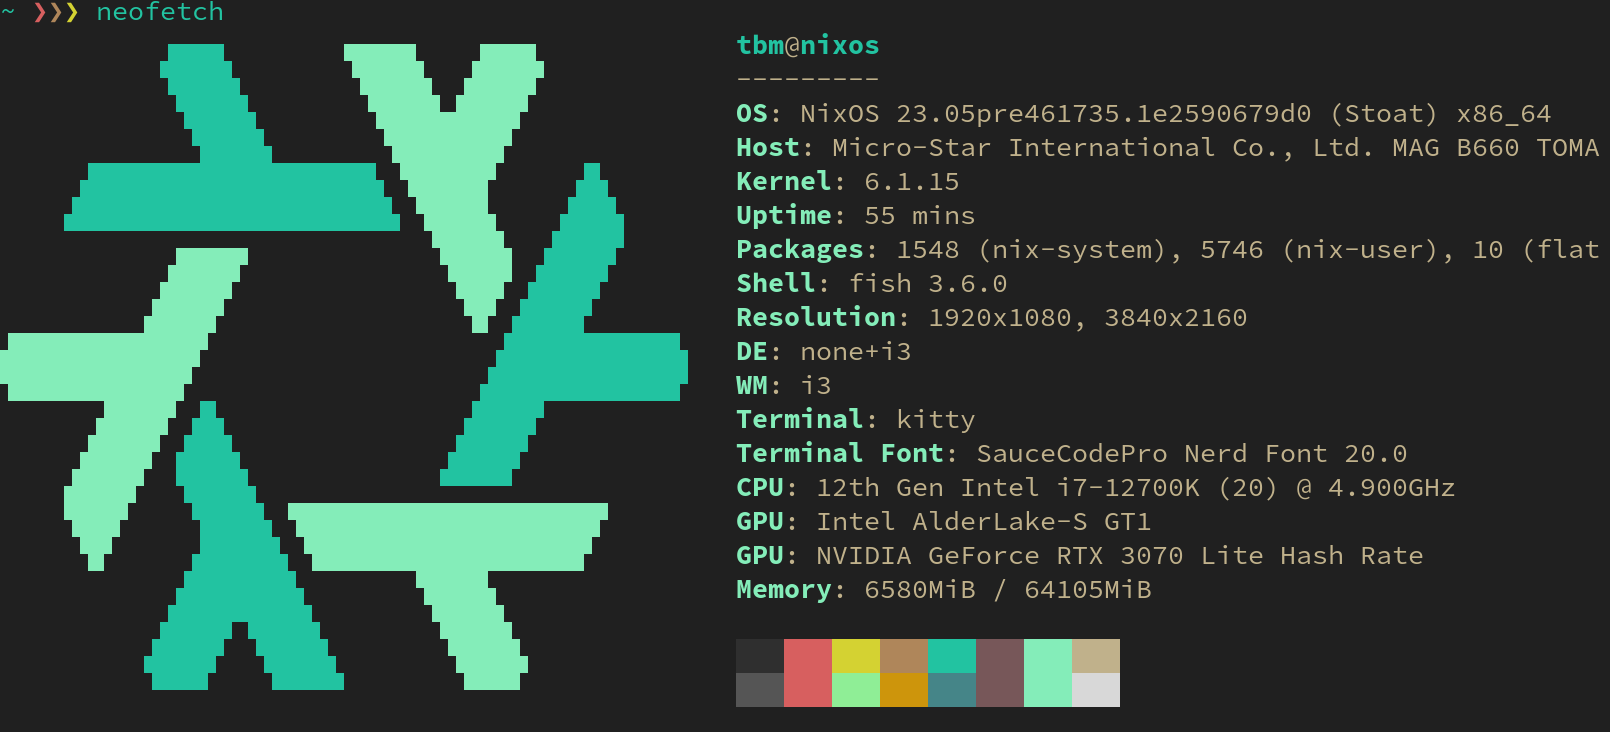 ~ ❯❯❯ neofetch
tbm@nixos
---------
OS: NixOS 23.05pre461735.1e2590679d0 (Stoat) x86_64
Host: Micro-Star International Co., Ltd. MAG B660 TOMA
Kernel: 6.1.15
Uptime: 55 mins
Packages: 1548 (nix-system), 5746 (nix-user), 10 (flat
Shell: fish 3.6.0
Resolution: 1920x1080, 3840x2160
DE: none+i3
WM: i3
Terminal: kitty
Terminal Font: SauceCodePro Nerd Font 20.0
CPU: 12th Gen Intel i7-12700K (20) @ 4.900GHz
GPU: Intel AlderLake-S GT1
GPU: NVIDIA GeForce RTX 3070 Lite Hash Rate
Memory: 6580MiB / 64105MiB